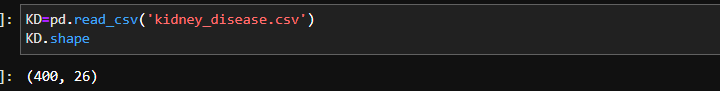 ]: KD=pd.read_csv('kidney_disease.csv')
KD.shape
]: (400, 26)